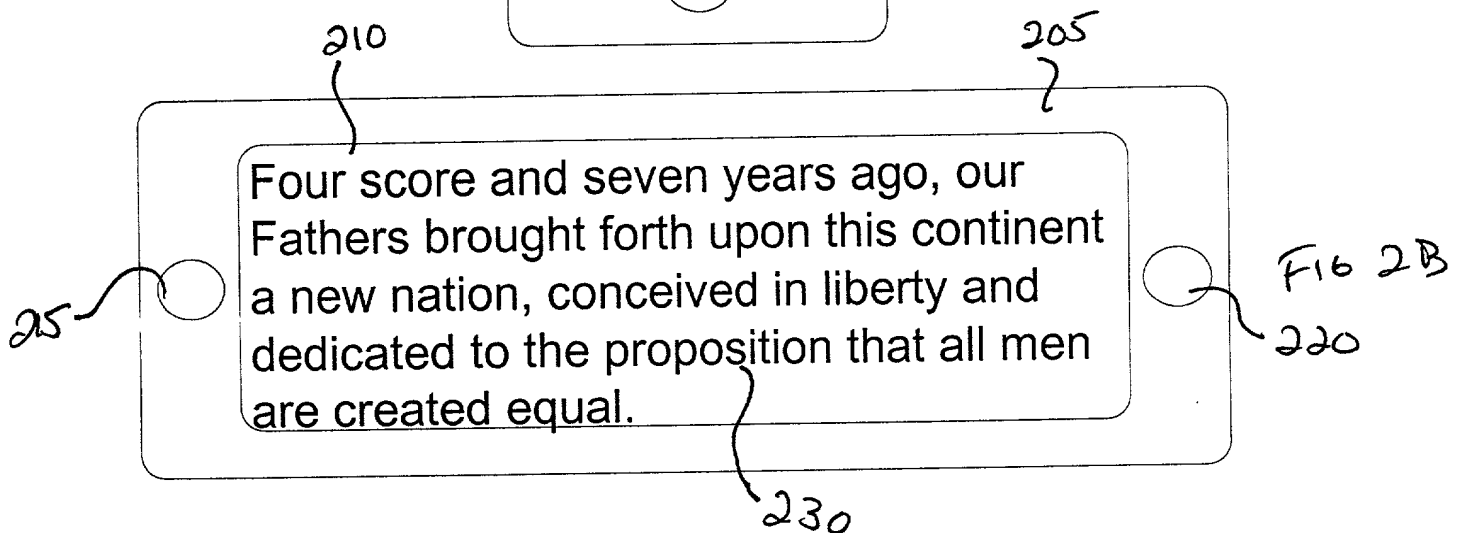 210
205
Four score and seven years ago, our
Fathers brought forth upon this continent
a new nation, conceived in liberty and
dedicated to the proposition that all men
are created equal.
215
FIG 2B
220
230